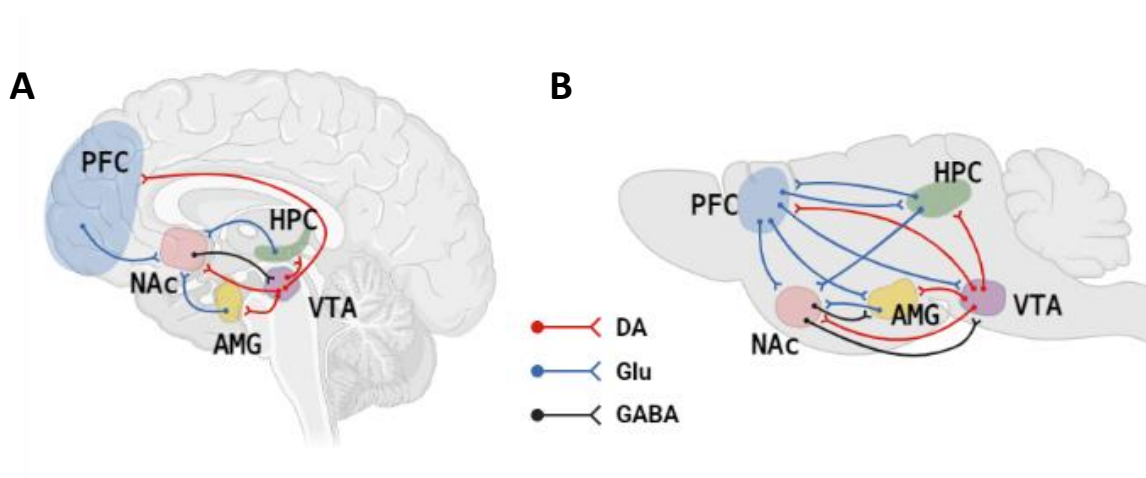 A
PFC
HPC
NAc
VTA
AMG
B
HPC
PFC
AMG
VTA
NAc
DA
Glu
GABA